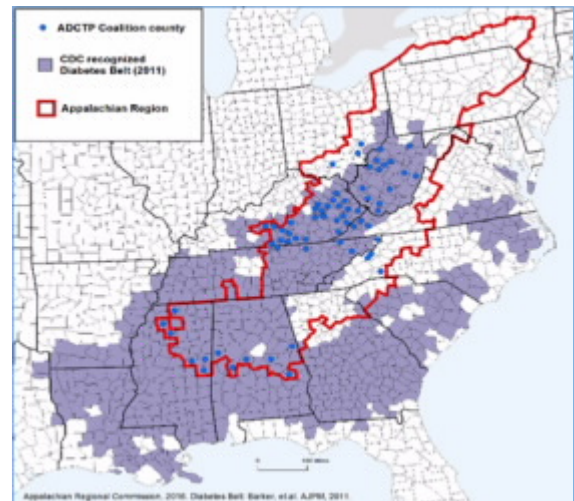 ADCTP Coalition county
CDC recognized
Diabetes Belt (2011)
Appalachian Region
Appalachian Regional Commission, 2016. Diabetes Belt: Barker, et.al. AJPM, 2011.